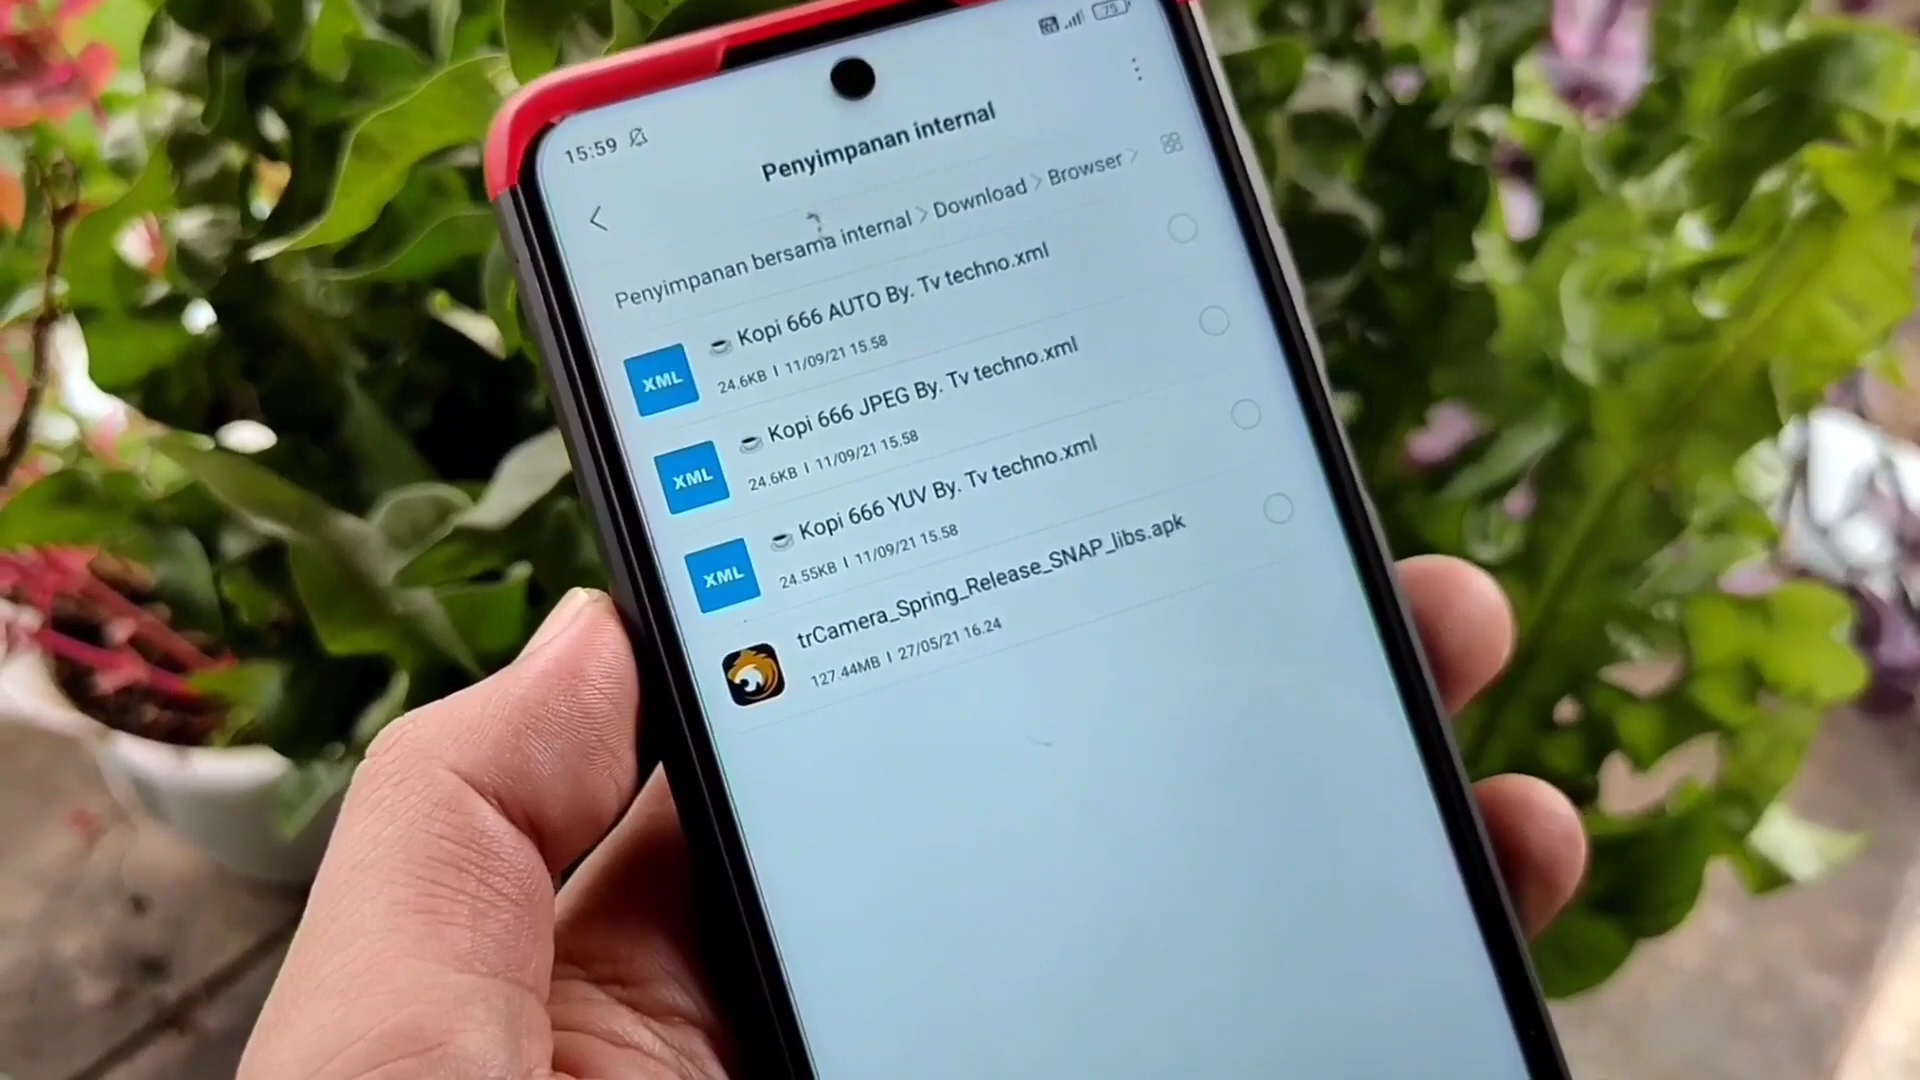 15:59
75
Penyimpanan internal
Penyimpanan bersama internal > Download > Browser >
XML
☕ Kopi 666 AUTO By. Tv techno.xml
24.6KB | 11/09/21 15.58
XML
☕ Kopi 666 JPEG By. Tv techno.xml
24.6KB | 11/09/21 15.58
XML
☕ Kopi 666 YUV By. Tv techno.xml
24.55KB | 11/09/21 15.58
trCamera_Spring_Release_SNAP_libs.apk
127.44MB | 27/05/21 16.24